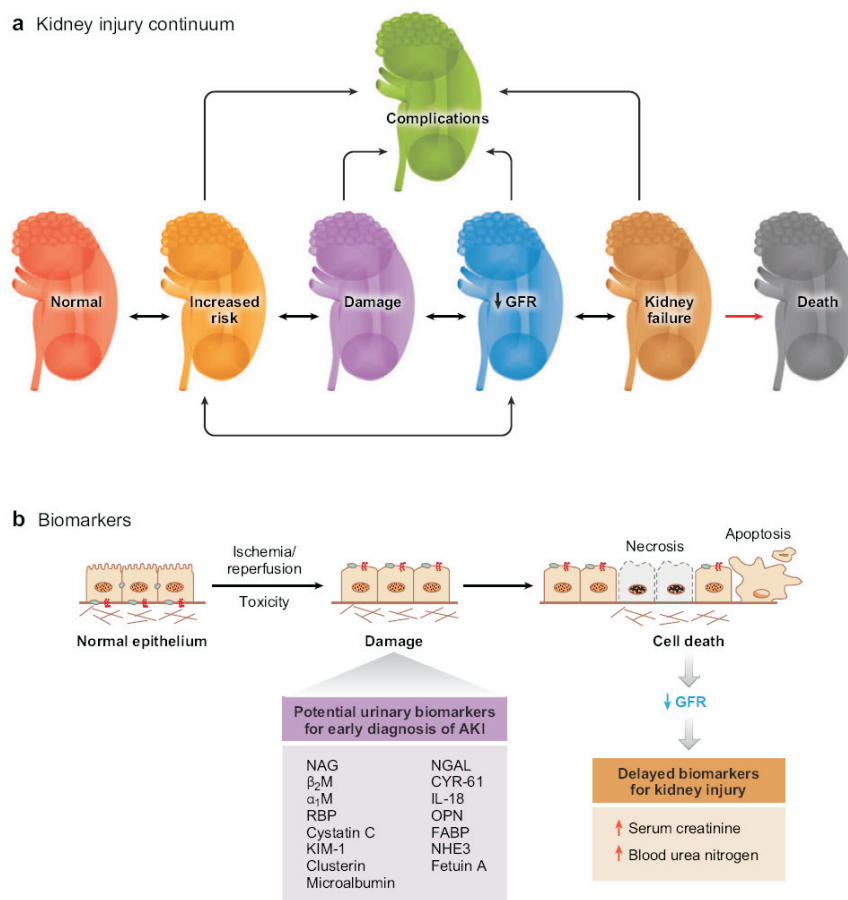 a Kidney injury continuum
Complications
Normal
Increased
risk
Damage
↓ GFR
Kidney
failure
Death
b Biomarkers
Ischemia/
reperfusion
Toxicity
Necrosis
Apoptosis
Normal epithelium
Damage
Cell death
Potential urinary biomarkers
for early diagnosis of AKI
NAG
β₂M
α₁M
RBP
Cystatin C
KIM-1
Clusterin
Microalbumin
NGAL
CYR-61
IL-18
OPN
FABP
NHE3
Fetuin A
↓ GFR
Delayed biomarkers
for kidney injury
↑ Serum creatinine
↑ Blood urea nitrogen